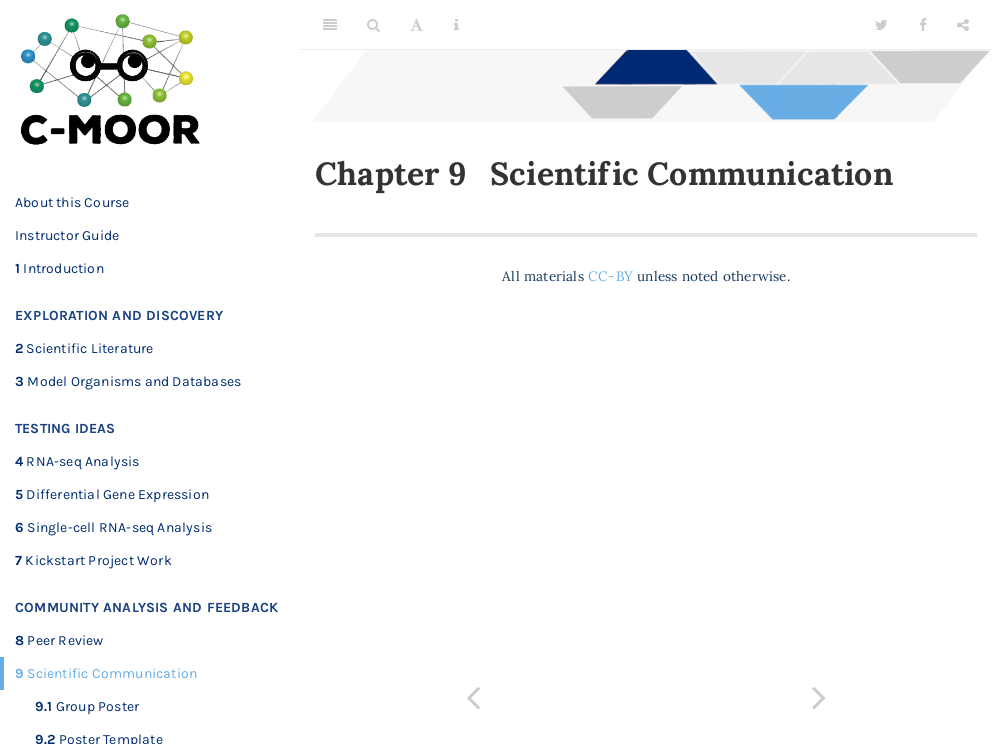 C-MOOR
About this Course
Instructor Guide
1 Introduction
EXPLORATION AND DISCOVERY
2 Scientific Literature
3 Model Organisms and Databases
TESTING IDEAS
4 RNA-seq Analysis
5 Differential Gene Expression
6 Single-cell RNA-seq Analysis
7 Kickstart Project Work
COMMUNITY ANALYSIS AND FEEDBACK
8 Peer Review
9 Scientific Communication
9.1 Group Poster
9.2 Poster Template
Chapter 9 Scientific Communication
All materials CC-BY unless noted otherwise.